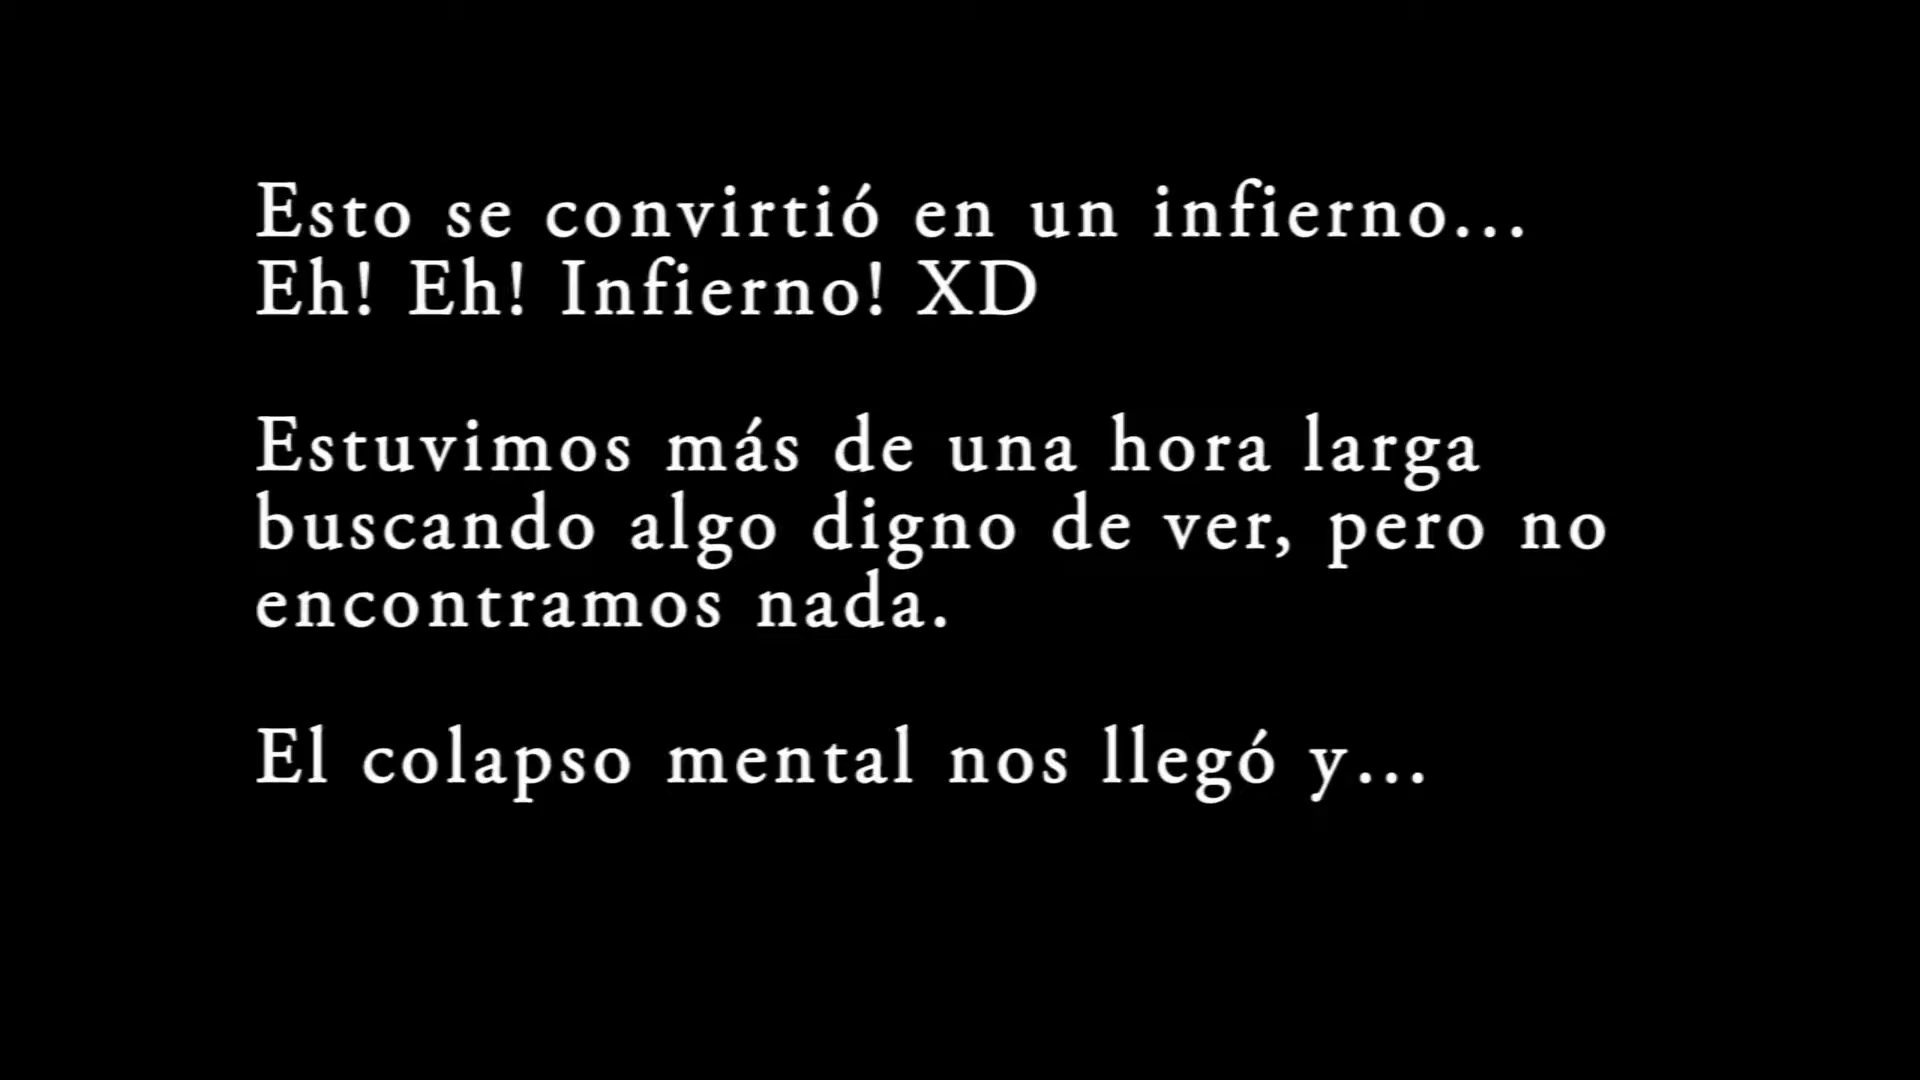 Esto se convirtió en un infierno...
Eh! Eh! Infierno! XD
Estuvimos más de una hora larga
buscando algo digno de ver, pero no
encontramos nada.
El colapso mental nos llegó y...